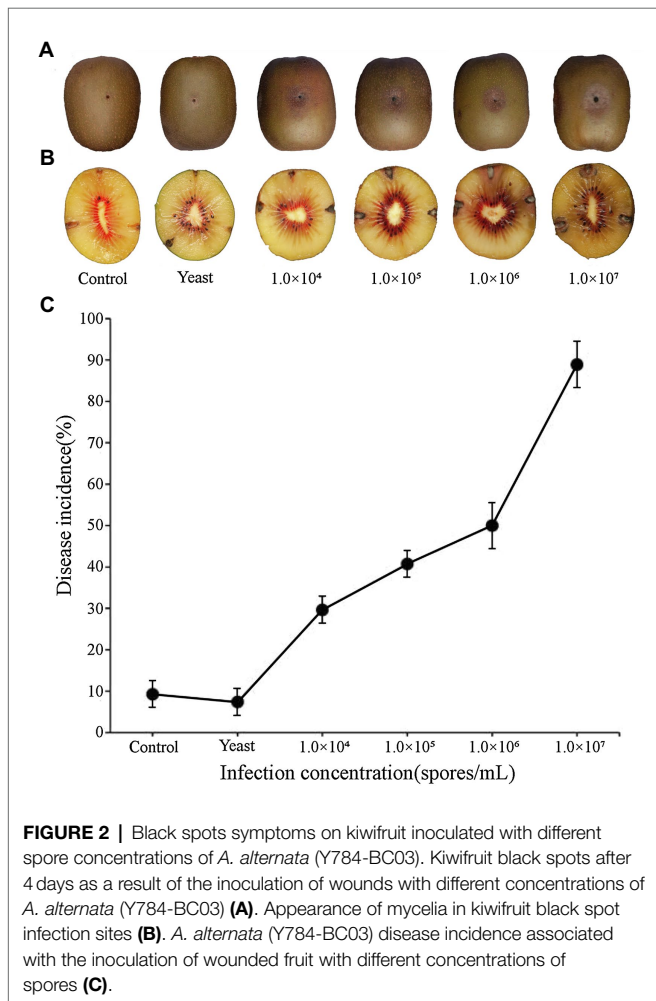 A
B
Control Yeast 1.0×10⁴ 1.0×10⁵ 1.0×10⁶ 1.0×10⁷
C
100
90
80
70
60
50
40
30
20
10
0
Disease incidence(%)
Control Yeast 1.0×10⁴ 1.0×10⁵ 1.0×10⁶ 1.0×10⁷
Infection concentration(spores/mL)
FIGURE 2 | Black spots symptoms on kiwifruit inoculated with different
spore concentrations of A. alternata (Y784-BC03). Kiwifruit black spots after
4 days as a result of the inoculation of wounds with different concentrations of
A. alternata (Y784-BC03) (A). Appearance of mycelia in kiwifruit black spot
infection sites (B). A. alternata (Y784-BC03) disease incidence associated
with the inoculation of wounded fruit with different concentrations of
spores (C).